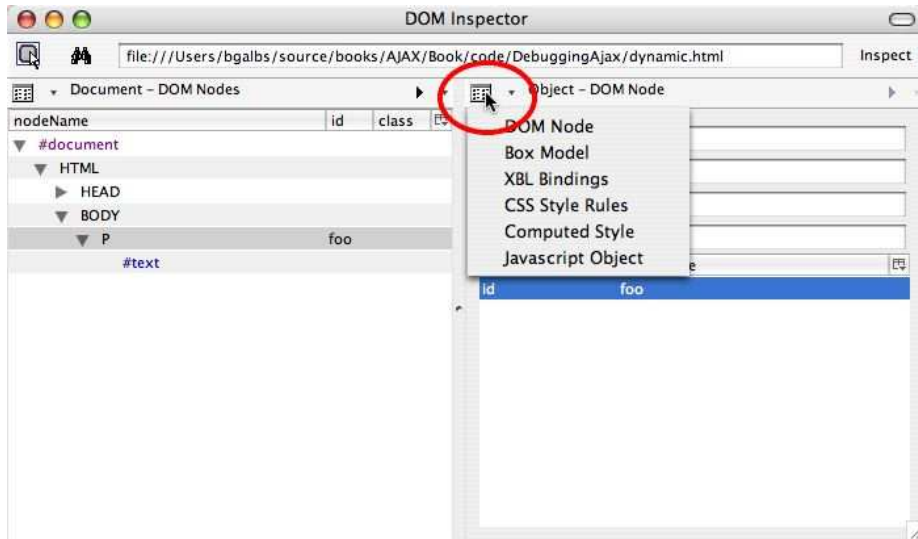 DOM Inspector
file:///Users/bgalbs/source/books/AJAX/Book/code/DebuggingAjax/dynamic.html Inspect
Document – DOM Nodes
Object – DOM Node
nodeName id class
#document
HTML
HEAD
BODY
P foo
#text
DOM Node
Box Model
XBL Bindings
CSS Style Rules
Computed Style
Javascript Object
id foo